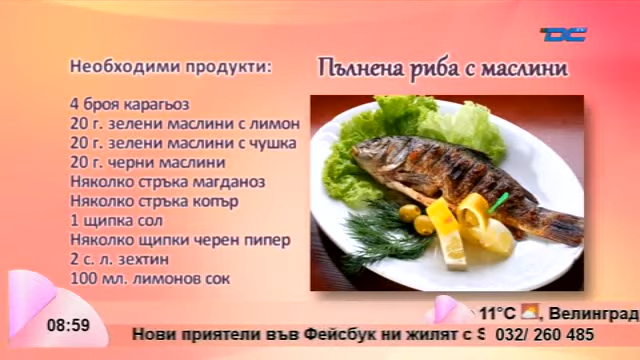 DC
Необходими продукти:
Пълнена риба с маслини
4 броя карагьоз
20 г. зелени маслини с лимон
20 г. зелени маслини с чушка
20 г. черни маслини
Няколко стръка магданоз
Няколко стръка копър
1 щипка сол
Няколко щипки черен пипер
2 с. л. зехтин
100 мл. лимонов сок
11°C , Велинград
08:59
Нови приятели във Фейсбук ни жилят с S
032/ 260 485